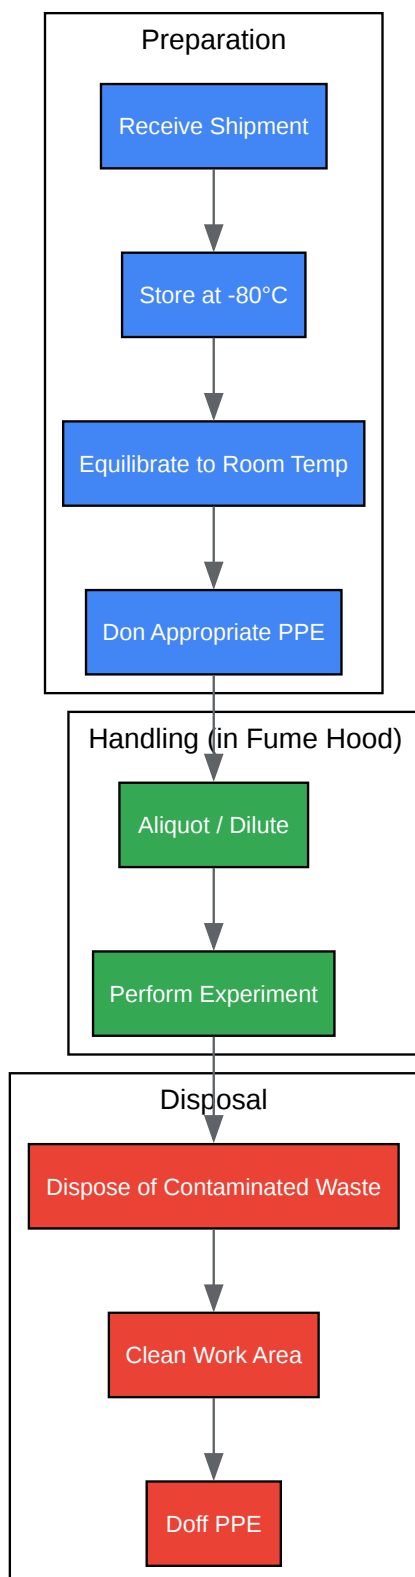 Preparation
Receive Shipment
Store at -80°C
Equilibrate to Room Temp
Don Appropriate PPE
Handling (in Fume Hood)
Aliquot / Dilute
Perform Experiment
Disposal
Dispose of Contaminated Waste
Clean Work Area
Doff PPE